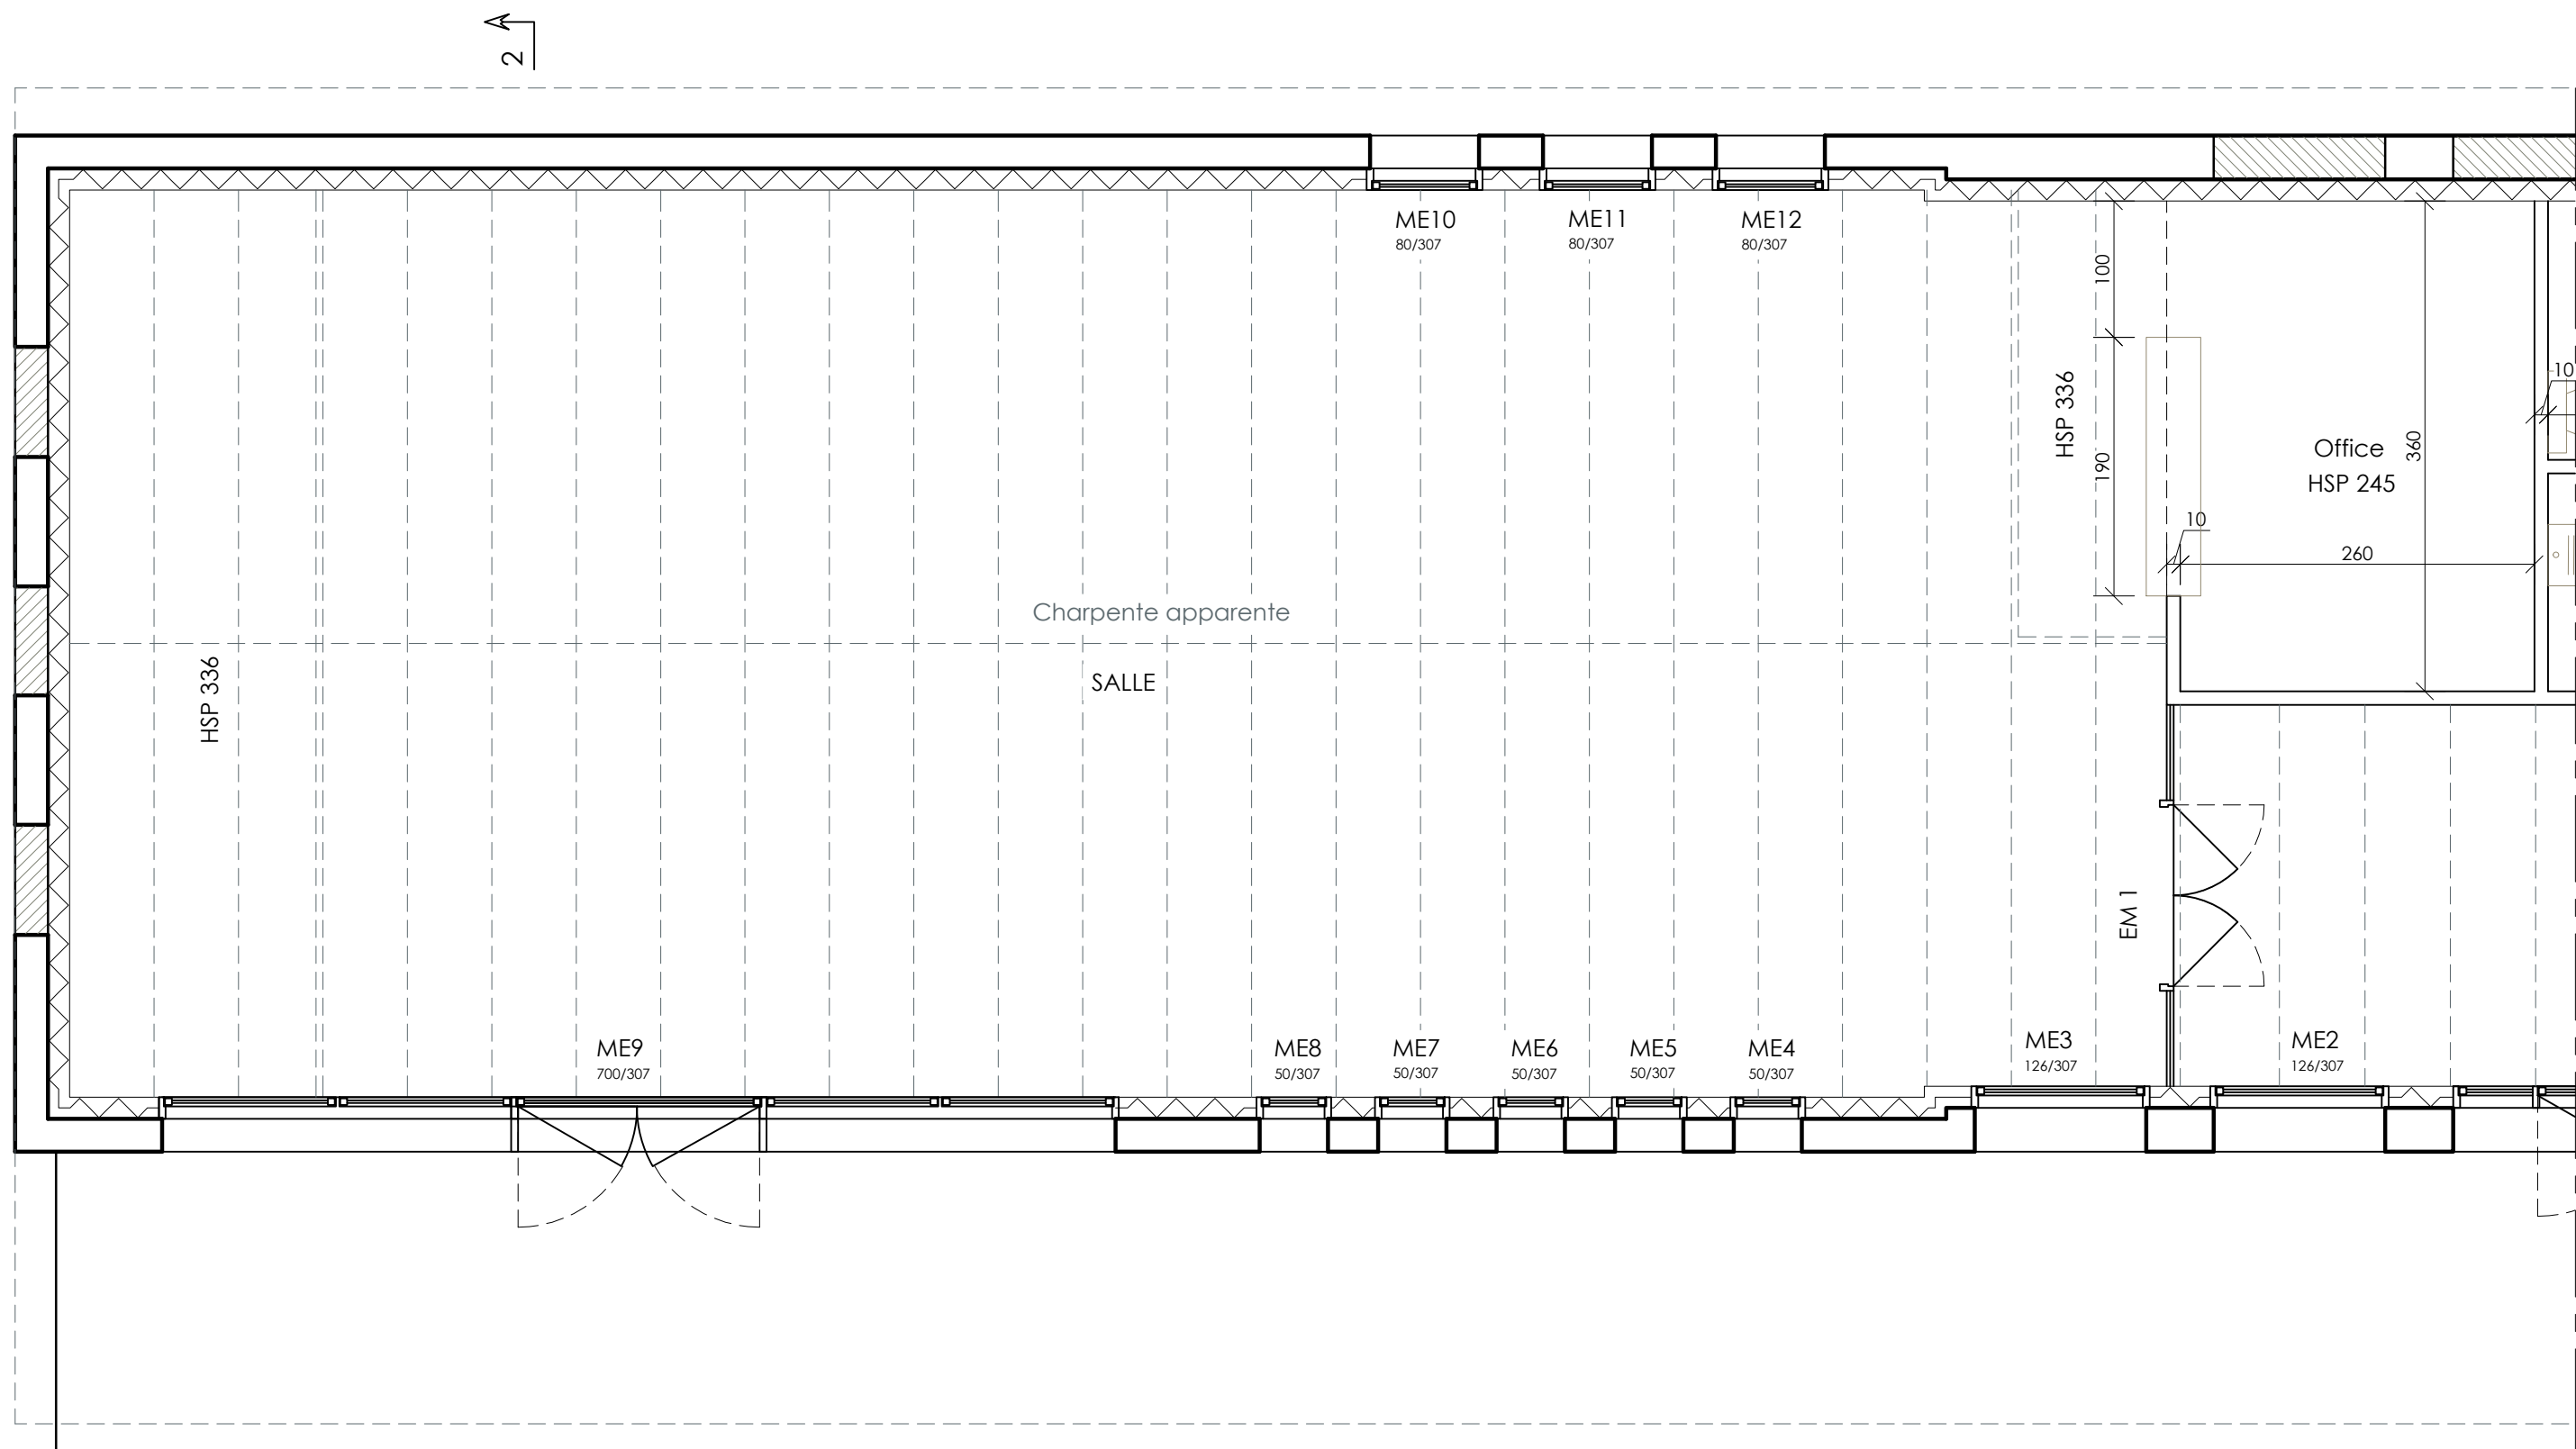 2
ME10
80/307
ME11
80/307
ME12
80/307
100
HSP 336
190
10
Office
HSP 245
360
10
260
Charpente apparente
SALLE
HSP 336
EM 1
ME9
700/307
ME8
50/307
ME7
50/307
ME6
50/307
ME5
50/307
ME4
50/307
ME3
126/307
ME2
126/307